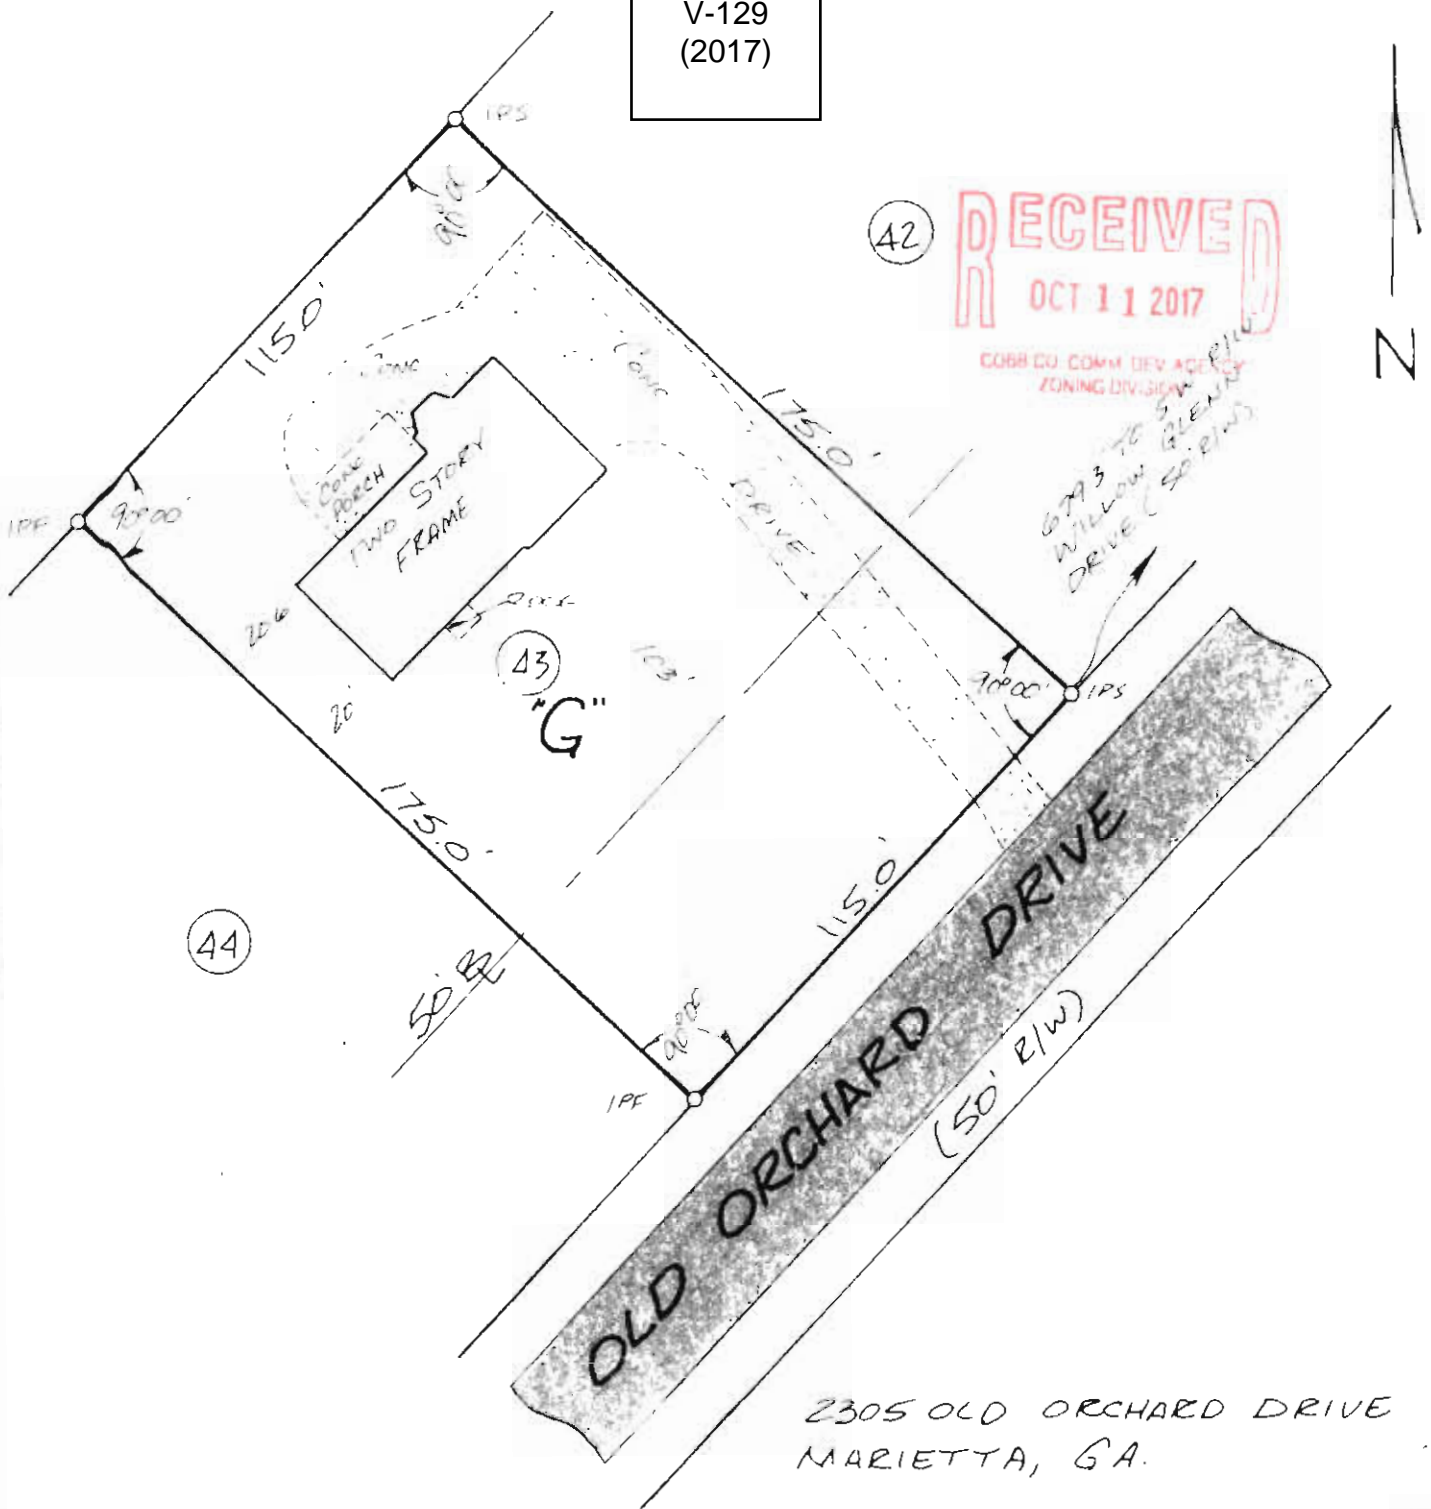 V-129
(2017)
IPS
90°00'
42
RECEIVED
OCT 11 2017
COBB CO. COMM. DEV. AGENCY
ZONING DIVISION
N
115.0'
CONC
CONC
DRIVE
175.0'
TO
WILLOW GLENN
DRIVE (50' R/W)
CONC
PORCH
TWO STORY
FRAME
IPF
90°00'
43
"G"
103'
90°00'
IPS
20'
175.0'
115.0'
44
50' BL
90°00'
IPF
OLD ORCHARD DRIVE
(50' R/W)
2305 OLD ORCHARD DRIVE
MARIETTA, GA.